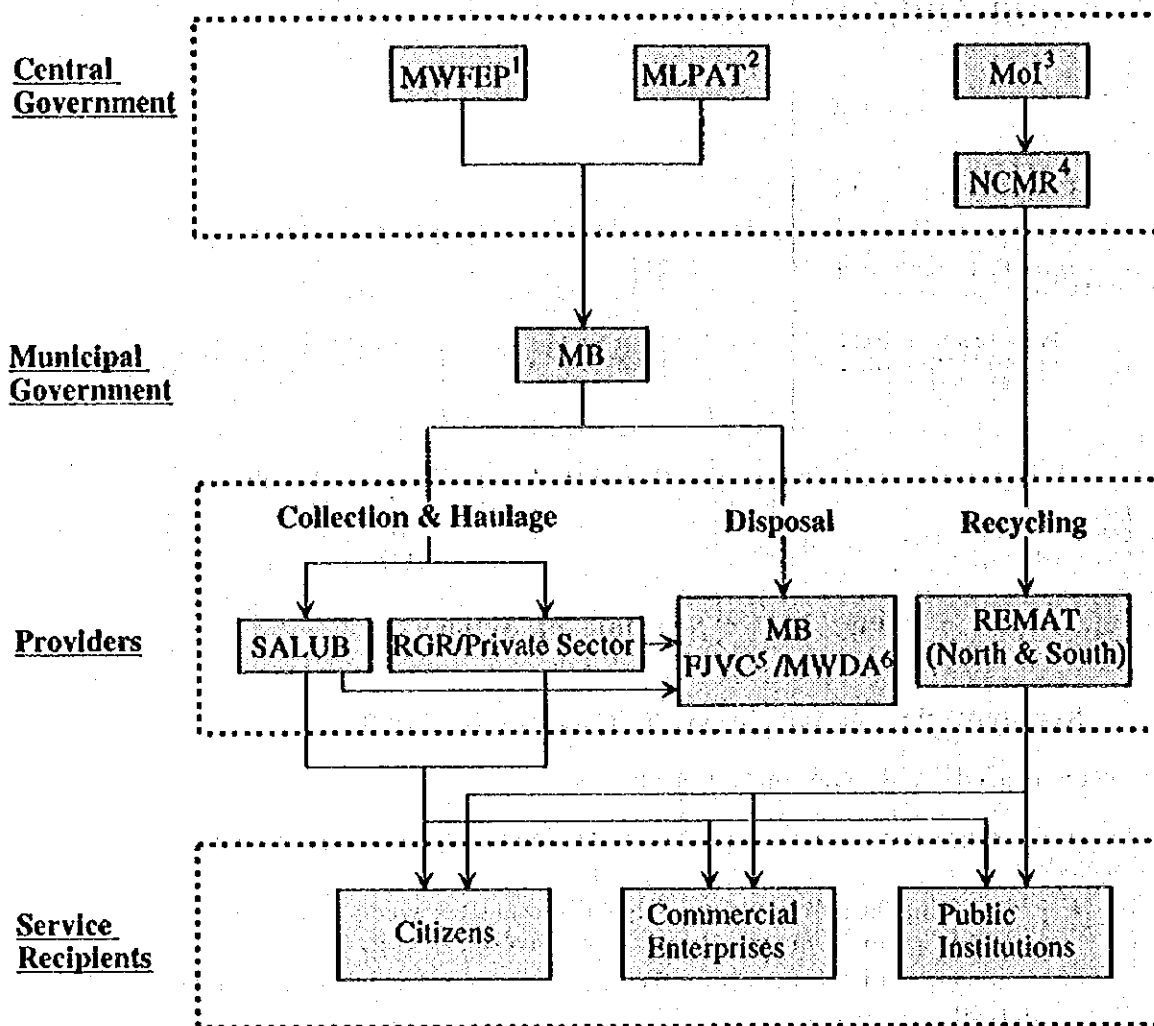 Central
Government
MWFEP¹
MLPAT²
MoI³
NCMR⁴
Municipal
Government
MB
Collection & Haulage
Disposal
Recycling
Providers
SALUB
RGR/Private Sector
MB
FJVC⁵/MWDA⁶
REMAT
(North & South)
Service
Recipients
Citizens
Commercial
Enterprises
Public
Institutions